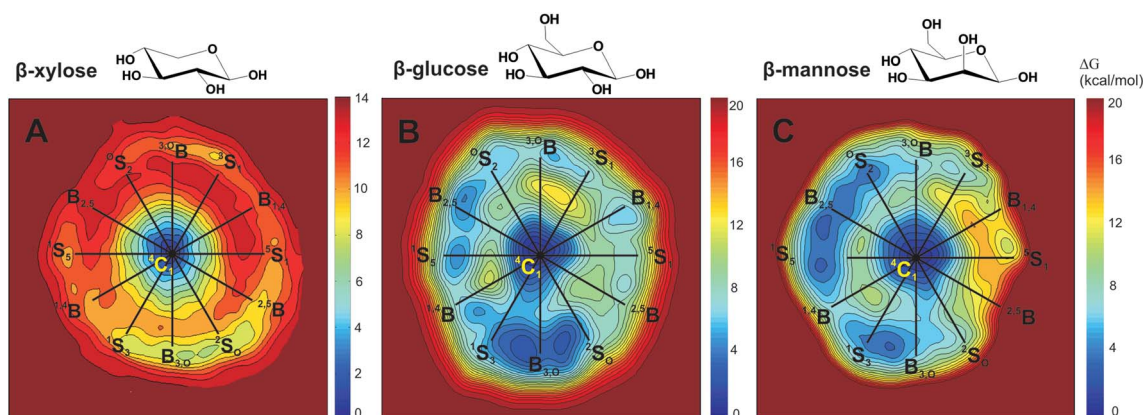 OH
OH OH
HO O
HO OH
OH
β-xylose
HO O
HO OH
OH
β-glucose
HO O
HO OH
β-mannose
ΔG
(kcal/mol)
A
³,ᴼB
ᴼS₂
³S₁
B₂,₅
B₁,₄
¹S₅
⁵S₁
⁴C₁
¹,⁴B
²,⁵B
¹S₃
²Sₒ
B₃,ₒ
14
12
10
8
6
4
2
0
B
³,ᴼB
ᴼS₂
³S₁
B₂,₅
B₁,₄
¹S₅
⁵S₁
⁴C₁
¹,⁴B
²,⁵B
¹S₃
²Sₒ
B₃,ₒ
20
16
12
8
4
0
C
³,ᴼB
ᴼS₂
³S₁
B₂,₅
B₁,₄
¹S₅
⁵S₁
⁴C₁
¹,⁴B
²,⁵B
¹S₃
²Sₒ
B₃,ₒ
20
16
12
8
4
0